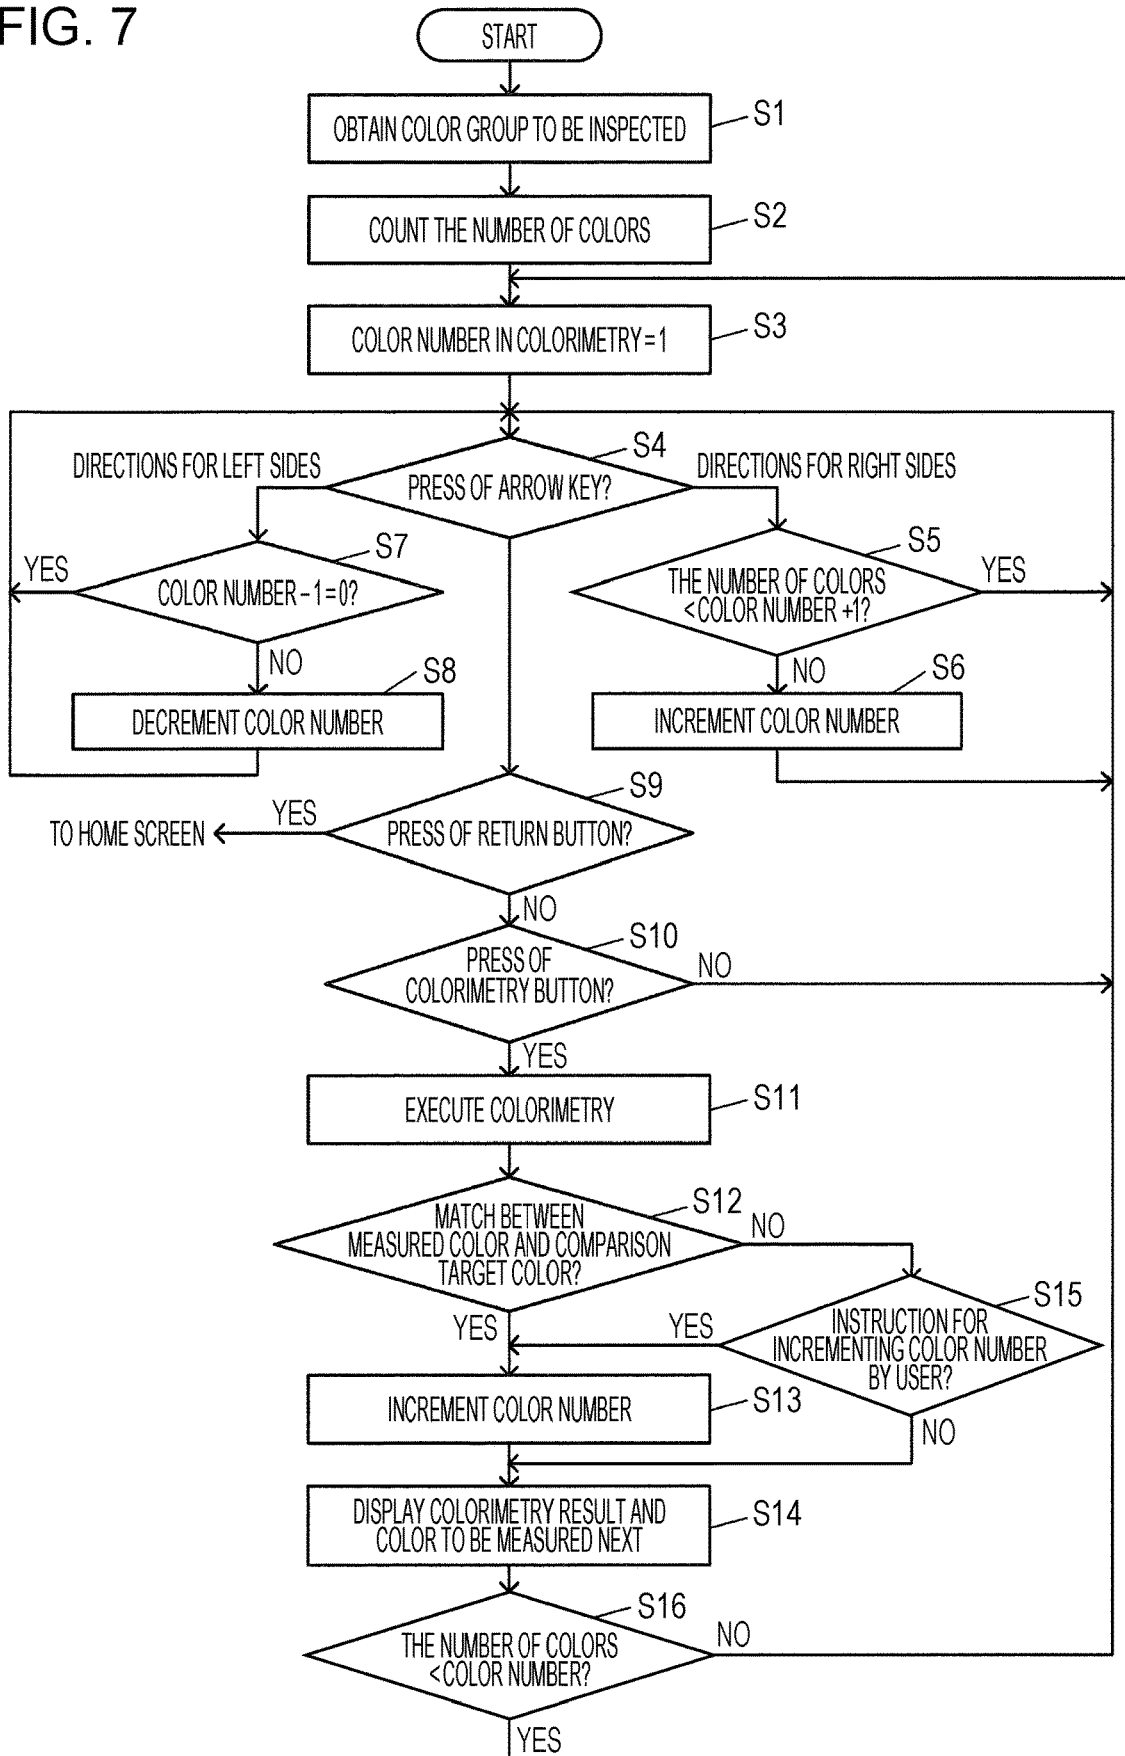 FIG. 7
START
OBTAIN COLOR GROUP TO BE INSPECTED
S1
COUNT THE NUMBER OF COLORS
S2
COLOR NUMBER IN COLORIMETRY=1
S3
S4
DIRECTIONS FOR LEFT SIDES
PRESS OF ARROW KEY?
DIRECTIONS FOR RIGHT SIDES
S7
YES
COLOR NUMBER-1=0?
NO
S5
THE NUMBER OF COLORS
<COLOR NUMBER +1?
YES
NO
S8
DECREMENT COLOR NUMBER
S6
INCREMENT COLOR NUMBER
S9
TO HOME SCREEN
YES
PRESS OF RETURN BUTTON?
NO
S10
PRESS OF
COLORIMETRY BUTTON?
NO
YES
EXECUTE COLORIMETRY
S11
S12
MATCH BETWEEN
MEASURED COLOR AND COMPARISON
TARGET COLOR?
NO
YES
S15
YES
INSTRUCTION FOR
INCREMENTING COLOR NUMBER
BY USER?
NO
INCREMENT COLOR NUMBER
S13
DISPLAY COLORIMETRY RESULT AND
COLOR TO BE MEASURED NEXT
S14
S16
THE NUMBER OF COLORS
<COLOR NUMBER?
NO
YES